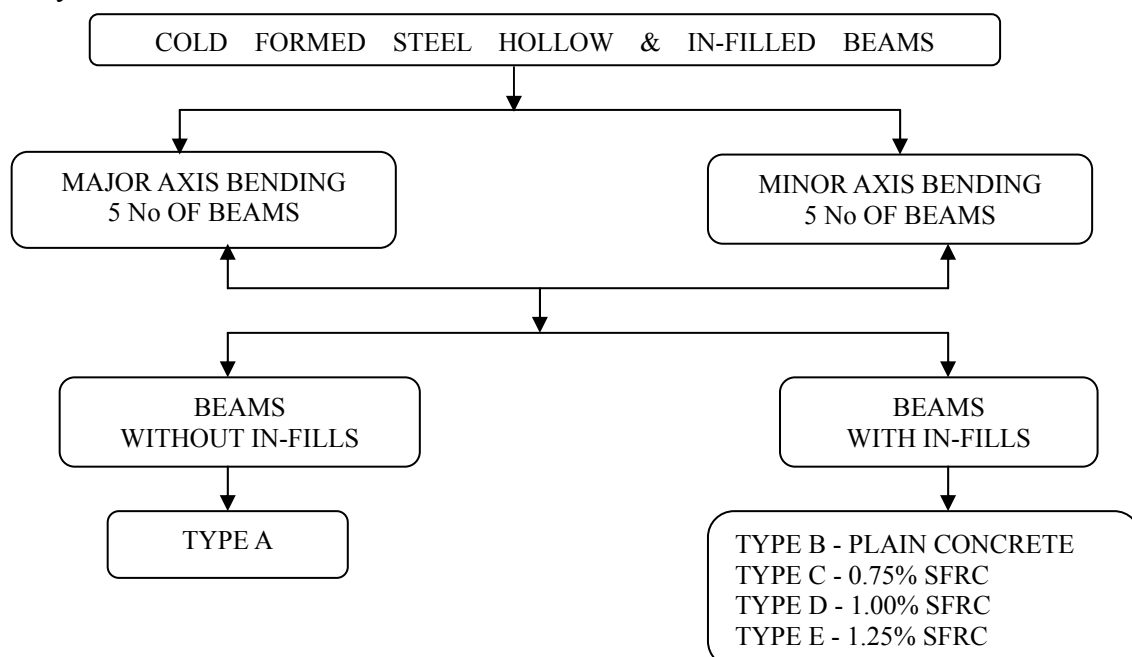 COLD FORMED STEEL HOLLOW & IN-FILLED BEAMS
MAJOR AXIS BENDING
5 No OF BEAMS
MINOR AXIS BENDING
5 No OF BEAMS
BEAMS
WITHOUT IN-FILLS
BEAMS
WITH IN-FILLS
TYPE A
TYPE B - PLAIN CONCRETE
TYPE C - 0.75% SFRC
TYPE D - 1.00% SFRC
TYPE E - 1.25% SFRC